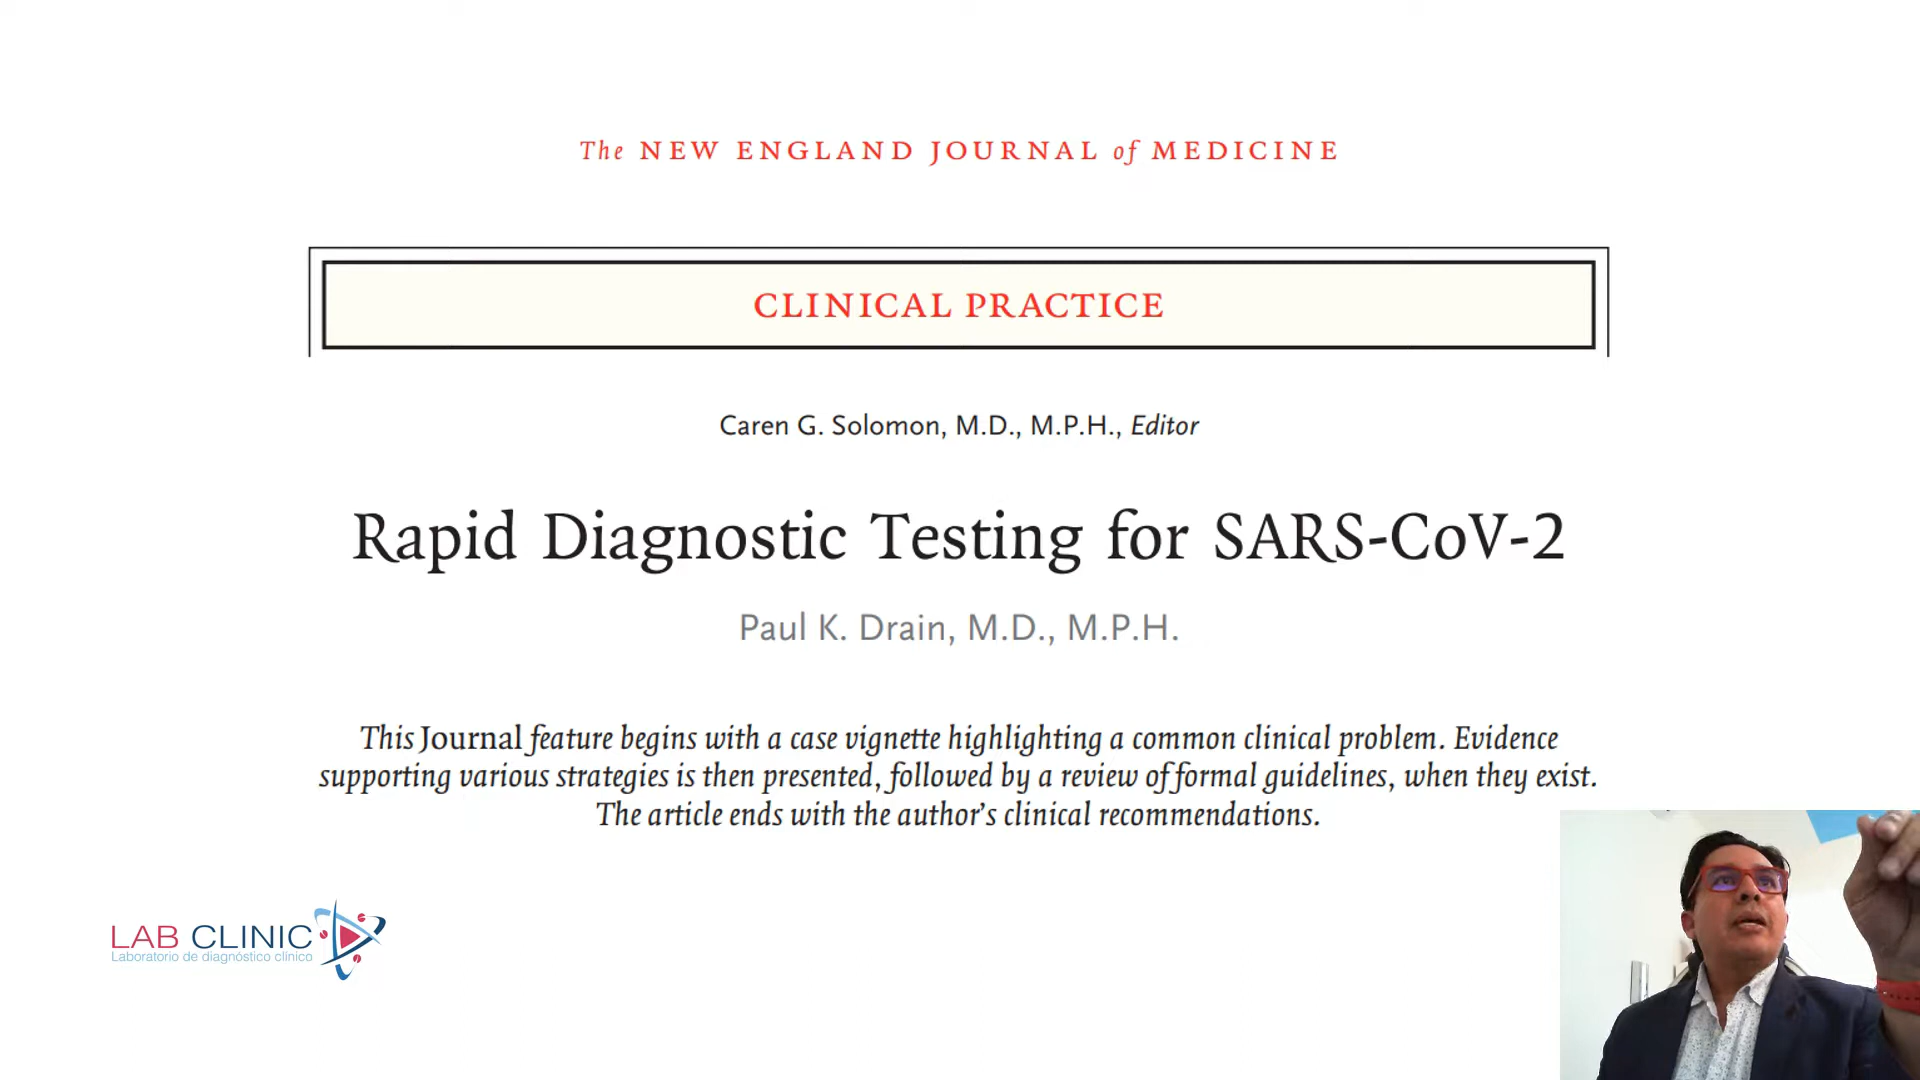 The NEW ENGLAND JOURNAL of MEDICINE
CLINICAL PRACTICE
Caren G. Solomon, M.D., M.P.H., Editor
Rapid Diagnostic Testing for SARS-CoV-2
Paul K. Drain, M.D., M.P.H.
This Journal feature begins with a case vignette highlighting a common clinical problem. Evidence
supporting various strategies is then presented, followed by a review of formal guidelines, when they exist.
The article ends with the author’s clinical recommendations.
LAB CLINIC
Laboratorio de diagnóstico clínico